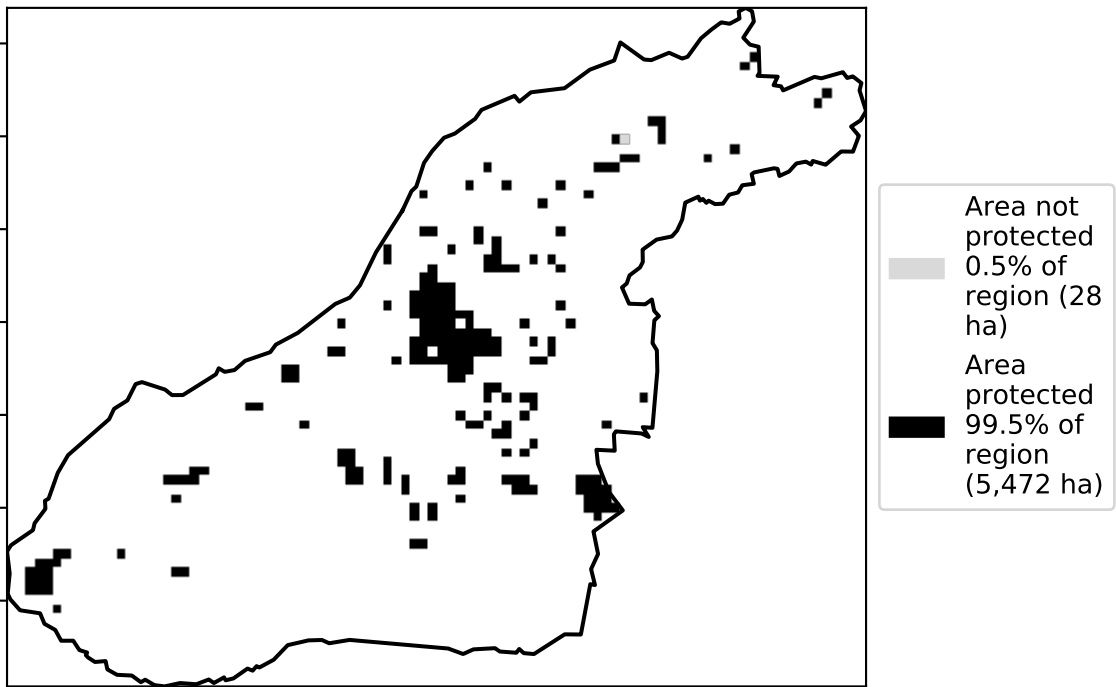 Area not
protected
0.5% of
region (28
ha)
Area
protected
99.5% of
region
(5,472 ha)